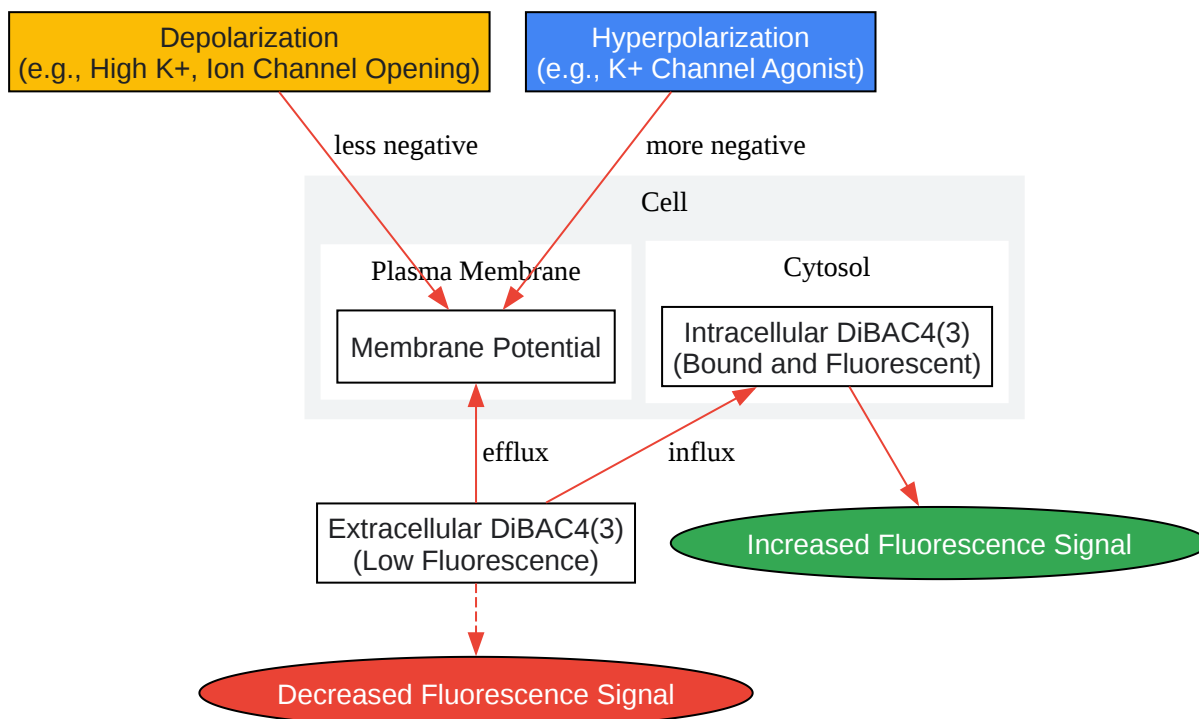 Depolarization
(e.g., High K+, Ion Channel Opening)
Hyperpolarization
(e.g., K+ Channel Agonist)
less negative
more negative
Cell
Plasma Membrane
Cytosol
Membrane Potential
Intracellular DiBAC4(3)
(Bound and Fluorescent)
efflux
influx
Extracellular DiBAC4(3)
(Low Fluorescence)
Increased Fluorescence Signal
Decreased Fluorescence Signal